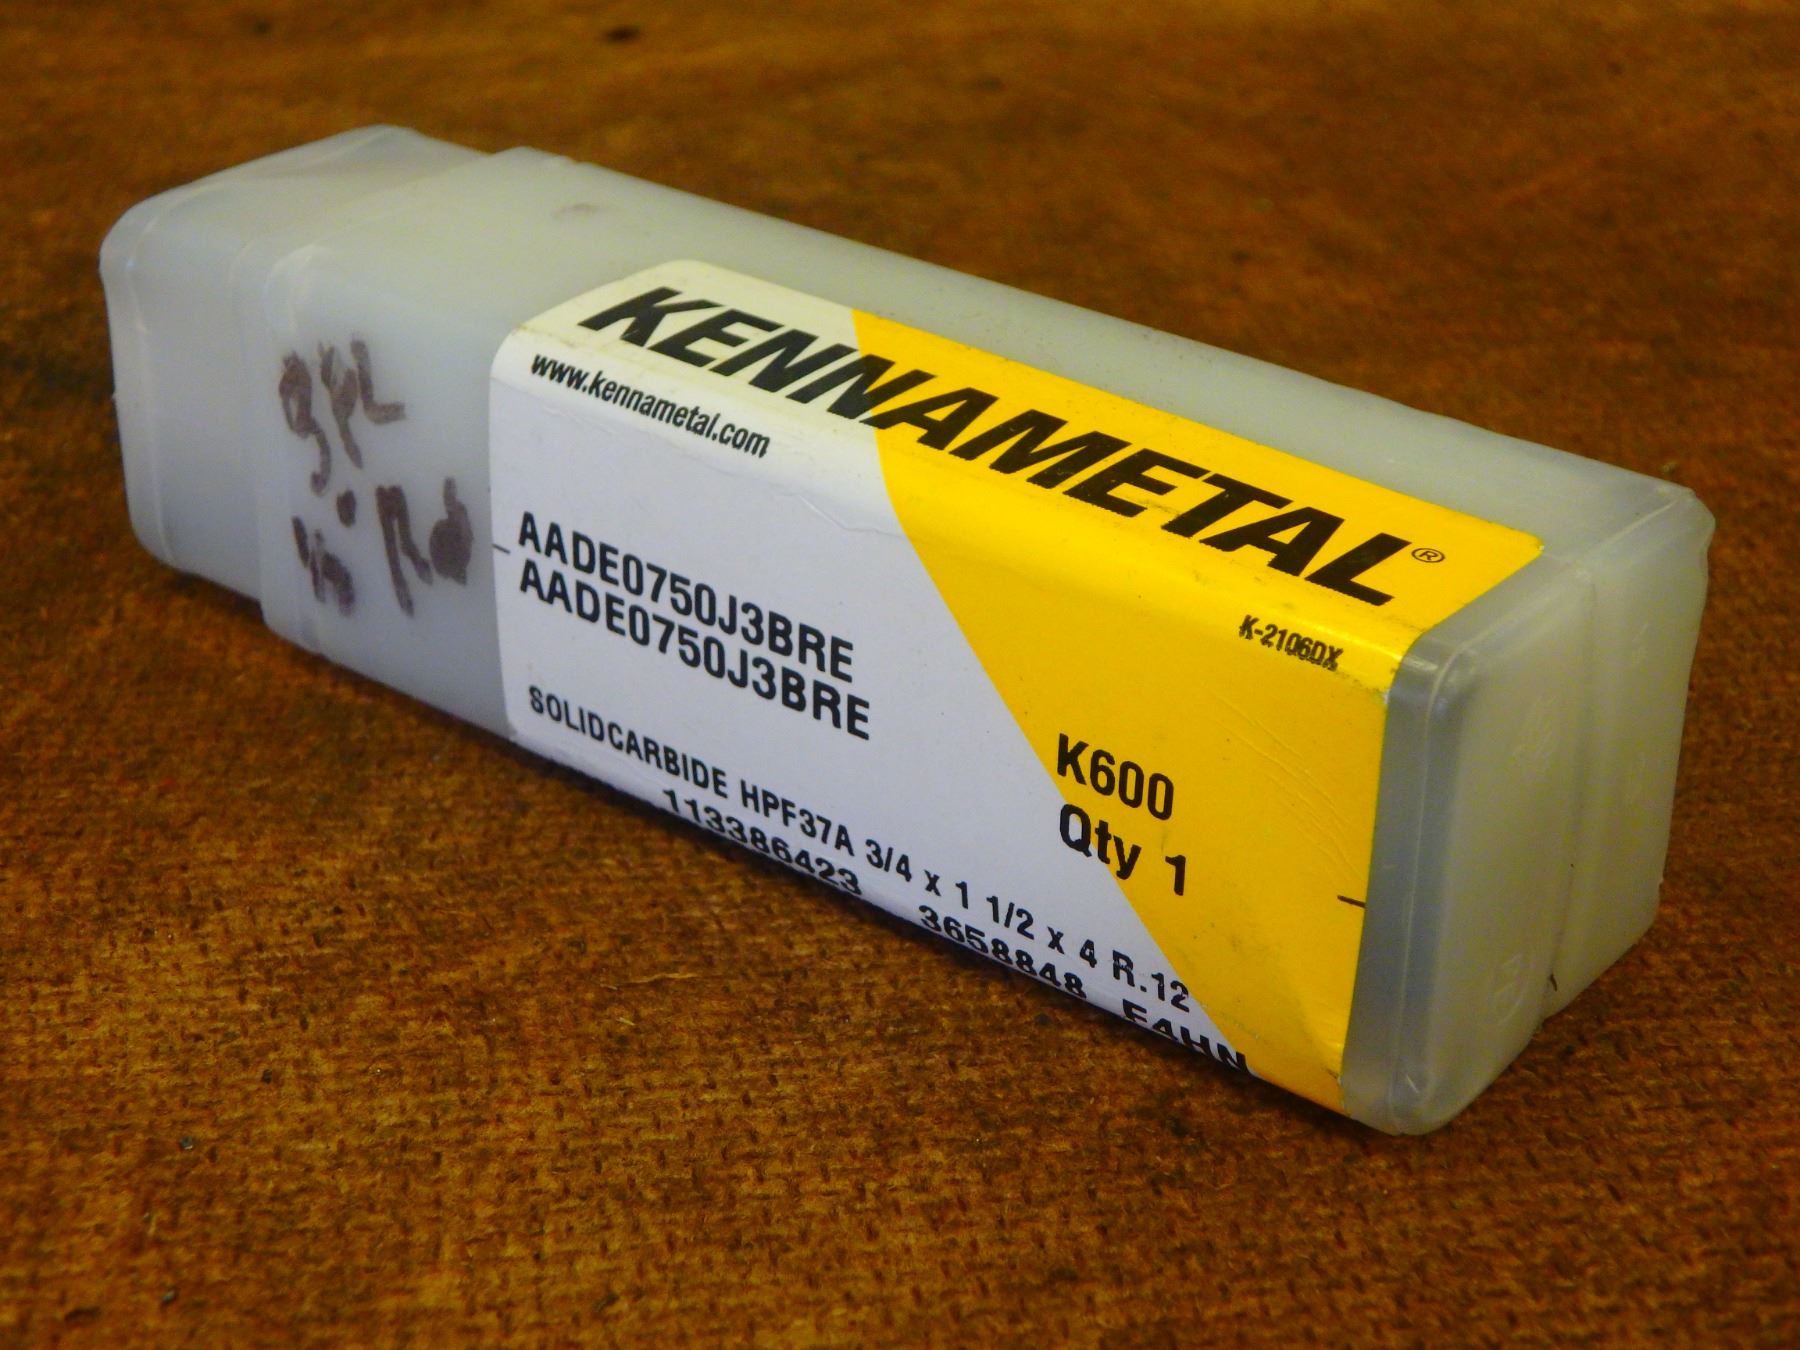 KENNAMETAL®
www.kennametal.com
K-2106DX
AADE0750J3BRE
AADE0750J3BRE
K600
Qty 1
SOLIDCARBIDE HPF37A 3/4 x 1 1/2 x 4 R.12
113386423 3658848 E4HN